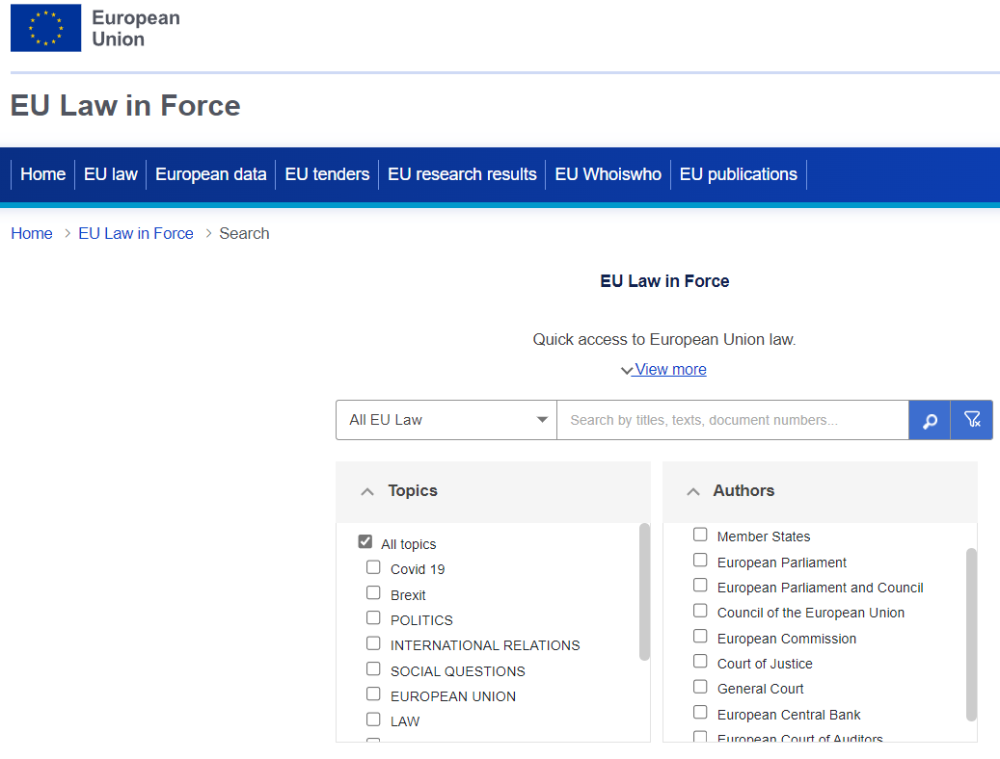 European
Union
EU Law in Force
Home EU law European data EU tenders EU research results EU Whoiswho EU publications
Home > EU Law in Force > Search
EU Law in Force
Quick access to European Union law.
View more
All EU Law Search by titles, texts, document numbers...
Topics
All topics
Covid 19
Brexit
POLITICS
INTERNATIONAL RELATIONS
SOCIAL QUESTIONS
EUROPEAN UNION
LAW
Authors
Member States
European Parliament
European Parliament and Council
Council of the European Union
European Commission
Court of Justice
General Court
European Central Bank
European Court of Auditors